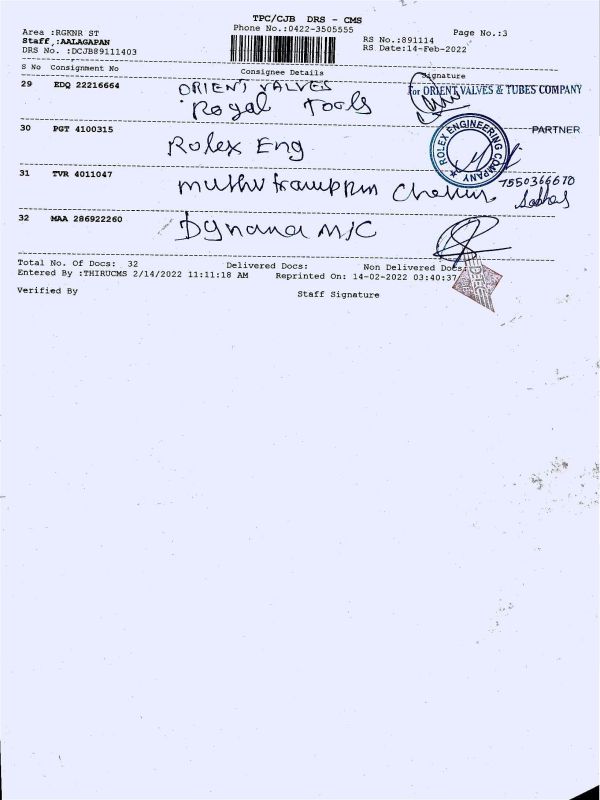 TPC/CJB DRS - CMS
Area :RGKNR ST Phone No.:0422-3505555 Page No.:3
Staff :AALAGAPAN RS No.:891114
DRS No. :DCJB89111403 RS Date:14-Feb-2022
S No Consignment No Consignee Details Signature
29 EDQ 22216664 ORIENT VALVES For ORIENT VALVES & TUBES COMPANY
Royal Tools
30 PGT 4100315 Rolex Eng ROLEX ENGINEERING COMPANY PARTNER
31 TVR 4011047 7550366670
32 MAA 286922260 Dynana M/C
Total No. Of Docs: 32 Delivered Docs: Non Delivered Docs:
Entered By :THIRUCMS 2/14/2022 11:11:18 AM Reprinted On: 14-02-2022 03:40:37
Verified By Staff Signature